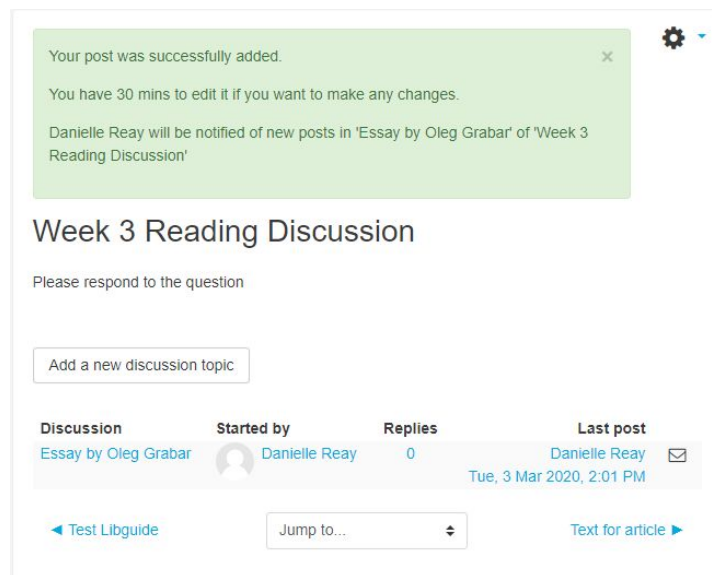 Your post was successfully added.
×
You have 30 mins to edit it if you want to make any changes.
Danielle Reay will be notified of new posts in 'Essay by Oleg Grabar' of 'Week 3
Reading Discussion'
Week 3 Reading Discussion
Please respond to the question
Add a new discussion topic
Discussion Started by Replies Last post
Essay by Oleg Grabar Danielle Reay 0 Danielle Reay
Tue, 3 Mar 2020, 2:01 PM
◄ Test Libguide Jump to... Text for article ►